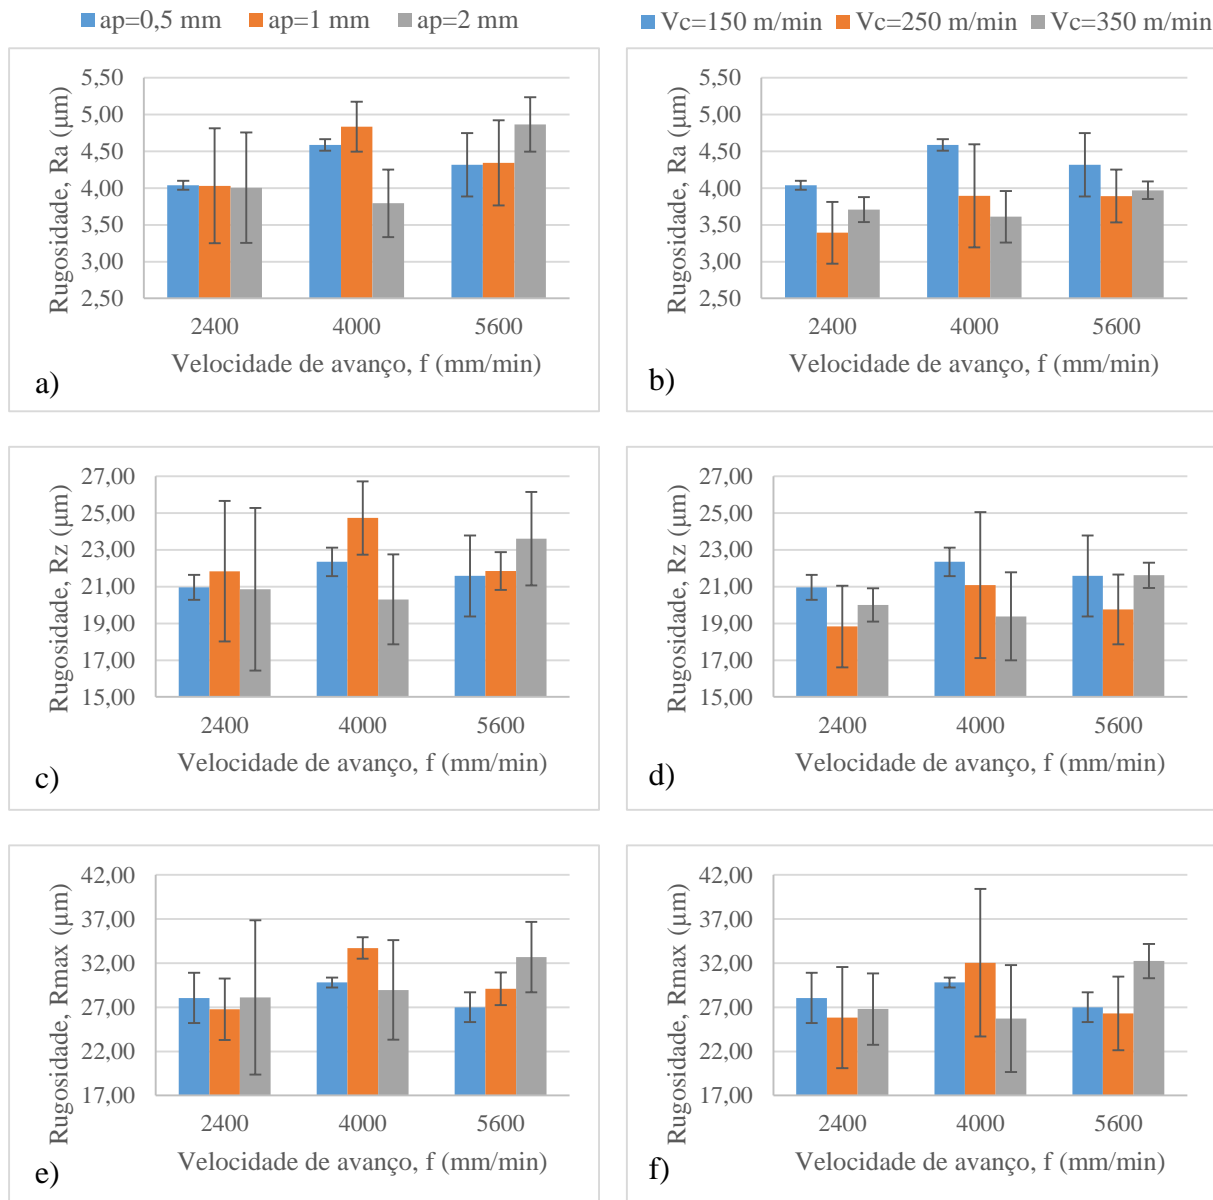 ap=0,5 mm ap=1 mm ap=2 mm
Vc=150 m/min Vc=250 m/min Vc=350 m/min
Rugosidade, Ra (μm)
5,50
5,00
4,50
4,00
3,50
3,00
2,50
2400 4000 5600
Velocidade de avanço, f (mm/min)
a)
Rugosidade, Ra (μm)
5,50
5,00
4,50
4,00
3,50
3,00
2,50
2400 4000 5600
Velocidade de avanço, f (mm/min)
b)
Rugosidade, Rz (μm)
27,00
25,00
23,00
21,00
19,00
17,00
15,00
2400 4000 5600
Velocidade de avanço, f (mm/min)
c)
Rugosidade, Rz (μm)
27,00
25,00
23,00
21,00
19,00
17,00
15,00
2400 4000 5600
Velocidade de avanço, f (mm/min)
d)
Rugosidade, Rmax (μm)
42,00
37,00
32,00
27,00
22,00
17,00
2400 4000 5600
Velocidade de avanço, f (mm/min)
e)
Rugosidade, Rmax (μm)
42,00
37,00
32,00
27,00
22,00
17,00
2400 4000 5600
Velocidade de avanço, f (mm/min)
f)